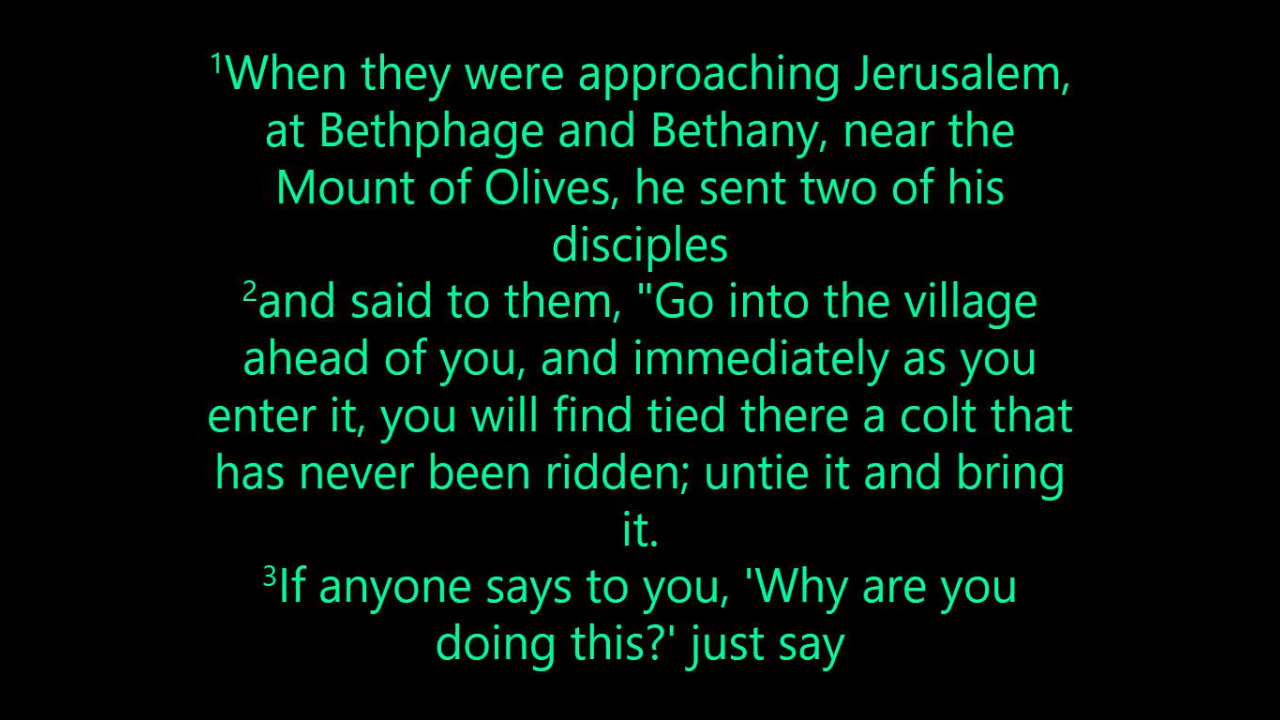 ¹When they were approaching Jerusalem,
at Bethphage and Bethany, near the
Mount of Olives, he sent two of his
disciples
²and said to them, "Go into the village
ahead of you, and immediately as you
enter it, you will find tied there a colt that
has never been ridden; untie it and bring
it.
³If anyone says to you, 'Why are you
doing this?' just say